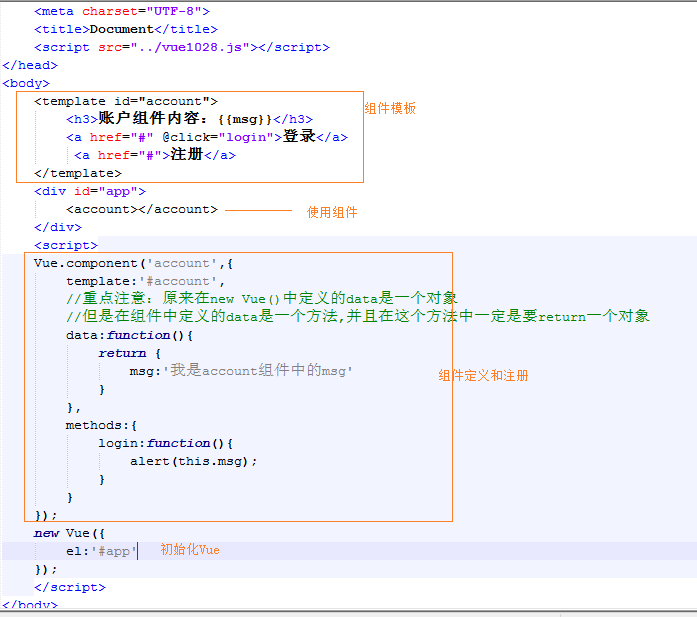 <meta charset="UTF-8">
<title>Document</title>
<script src="../vue1028.js"></script>
</head>
<body>
<template id="account">
组件模板
<h3>账户组件内容：{{msg}}</h3>
<a href="#" @click="login">登录</a>
<a href="#">注册</a>
</template>
<div id="app">
<account></account>
使用组件
</div>
<script>
Vue.component('account',{
template:'#account',
//重点注意：原来在new Vue()中定义的data是一个对象
//但是在组件中定义的data是一个方法,并且在这个方法中一定是要return一个对象
data:function(){
return {
msg:'我是account组件中的msg'
组件定义和注册
}
},
methods:{
login:function(){
alert(this.msg);
}
}
});
new Vue({
el:'#app'
初始化Vue
});
</script>
</body>